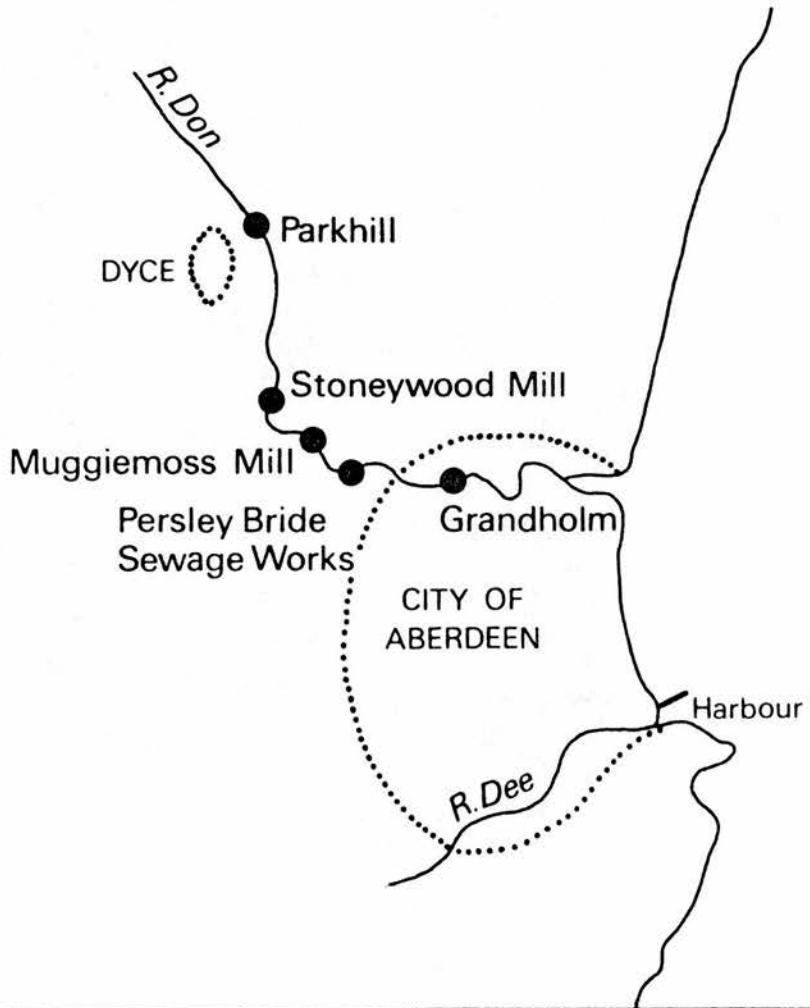 R. Don
Parkhill
DYCE
Stoneywood Mill
Muggiemoss Mill
Persley Bride
Sewage Works
Grandholm
CITY OF
ABERDEEN
Harbour
R. Dee